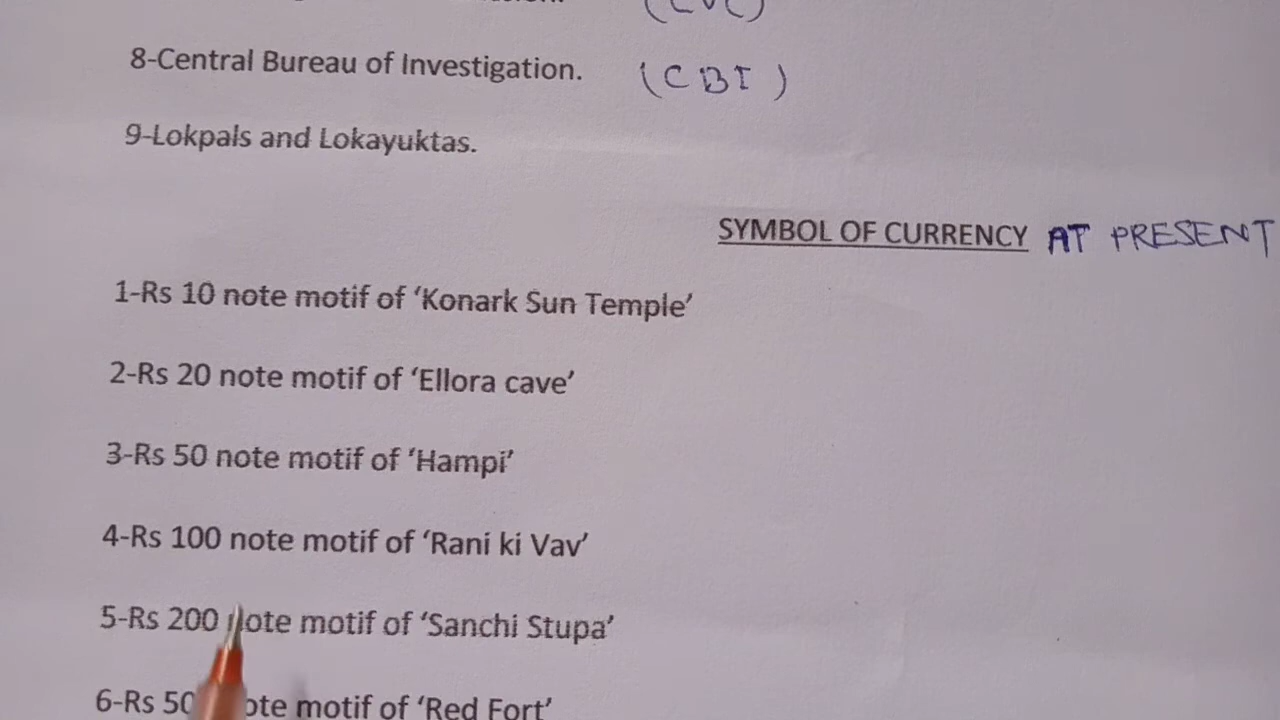 (CVC)
8-Central Bureau of Investigation. (CBI)
9-Lokpals and Lokayuktas.
SYMBOL OF CURRENCY AT PRESENT
1-Rs 10 note motif of ‘Konark Sun Temple’
2-Rs 20 note motif of ‘Ellora cave’
3-Rs 50 note motif of ‘Hampi’
4-Rs 100 note motif of ‘Rani ki Vav’
5-Rs 200 note motif of ‘Sanchi Stupa’
6-Rs note motif of ‘Red Fort’